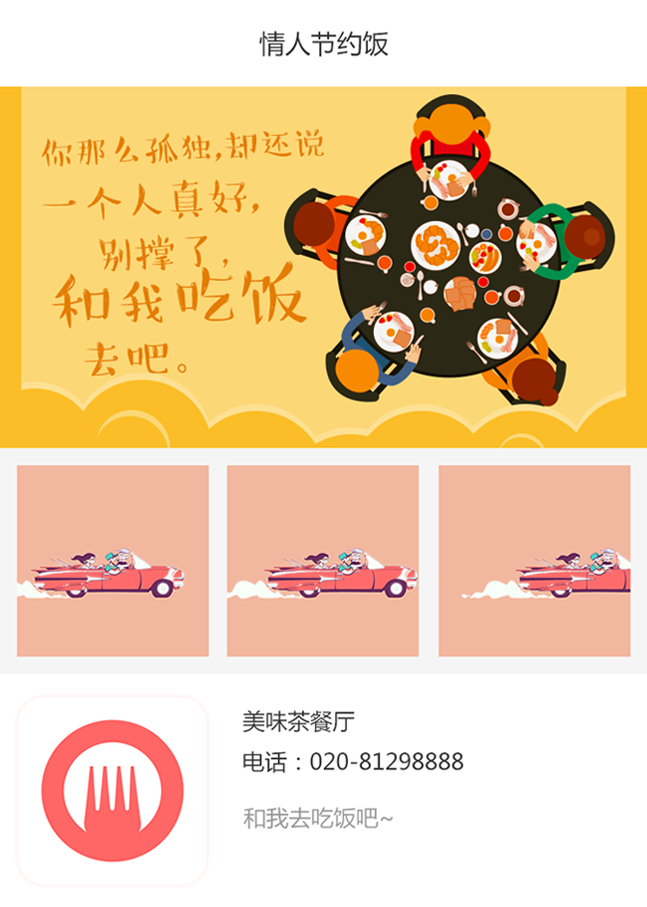 情人节约饭
你那么孤独,却还说
一个人真好,
别撑了,
和我吃饭
去吧。
美味茶餐厅
电话：020-81298888
和我去吃饭吧~